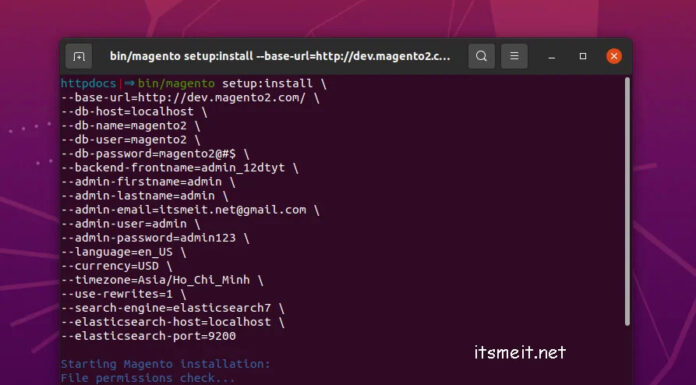 bin/magento setup:install --base-url=http://dev.magento2.c...
httpdocs|⇒ bin/magento setup:install \
--base-url=http://dev.magento2.com/ \
--db-host=localhost \
--db-name=magento2 \
--db-user=magento2 \
--db-password=magento2@#$ \
--backend-frontname=admin_12dtyt \
--admin-firstname=admin \
--admin-lastname=admin \
--admin-email=itsmeit.net@gmail.com \
--admin-user=admin \
--admin-password=admin123 \
--language=en_US \
--currency=USD \
--timezone=Asia/Ho_Chi_Minh \
--use-rewrites=1 \
--search-engine=elasticsearch7 \
--elasticsearch-host=localhost \
--elasticsearch-port=9200
itsmeit.net
Starting Magento installation:
File permissions check...